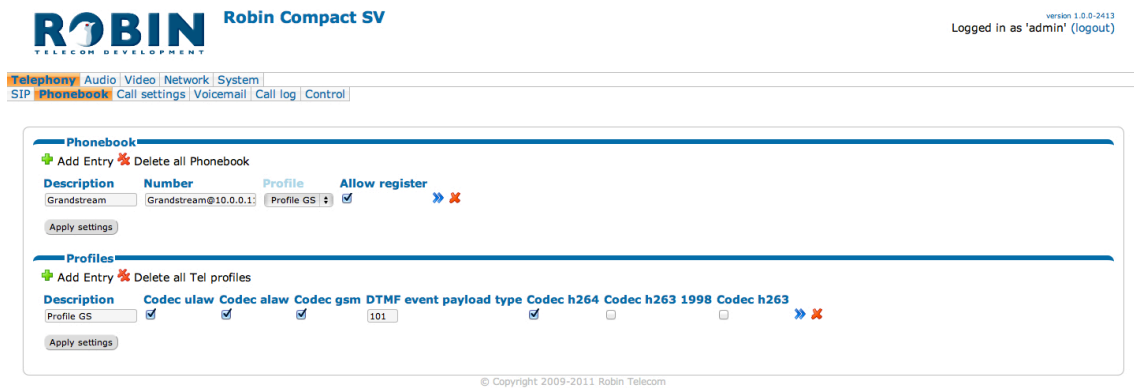 ROBIN
TELECOM DEVELOPMENT
Robin Compact SV
version 1.0.0-2413
Logged in as 'admin' (logout)
Telephony Audio Video Network System
SIP Phonebook Call settings Voicemail Call log Control
Phonebook
Add Entry Delete all Phonebook
Description Number Profile Allow register
Grandstream Grandstream@10.0.0.1 Profile GS
Apply settings
Profiles
Add Entry Delete all Tel profiles
Description Codec ulaw Codec alaw Codec gsm DTMF event payload type Codec h264 Codec h263 1998 Codec h263
Profile GS 101
Apply settings
© Copyright 2009-2011 Robin Telecom